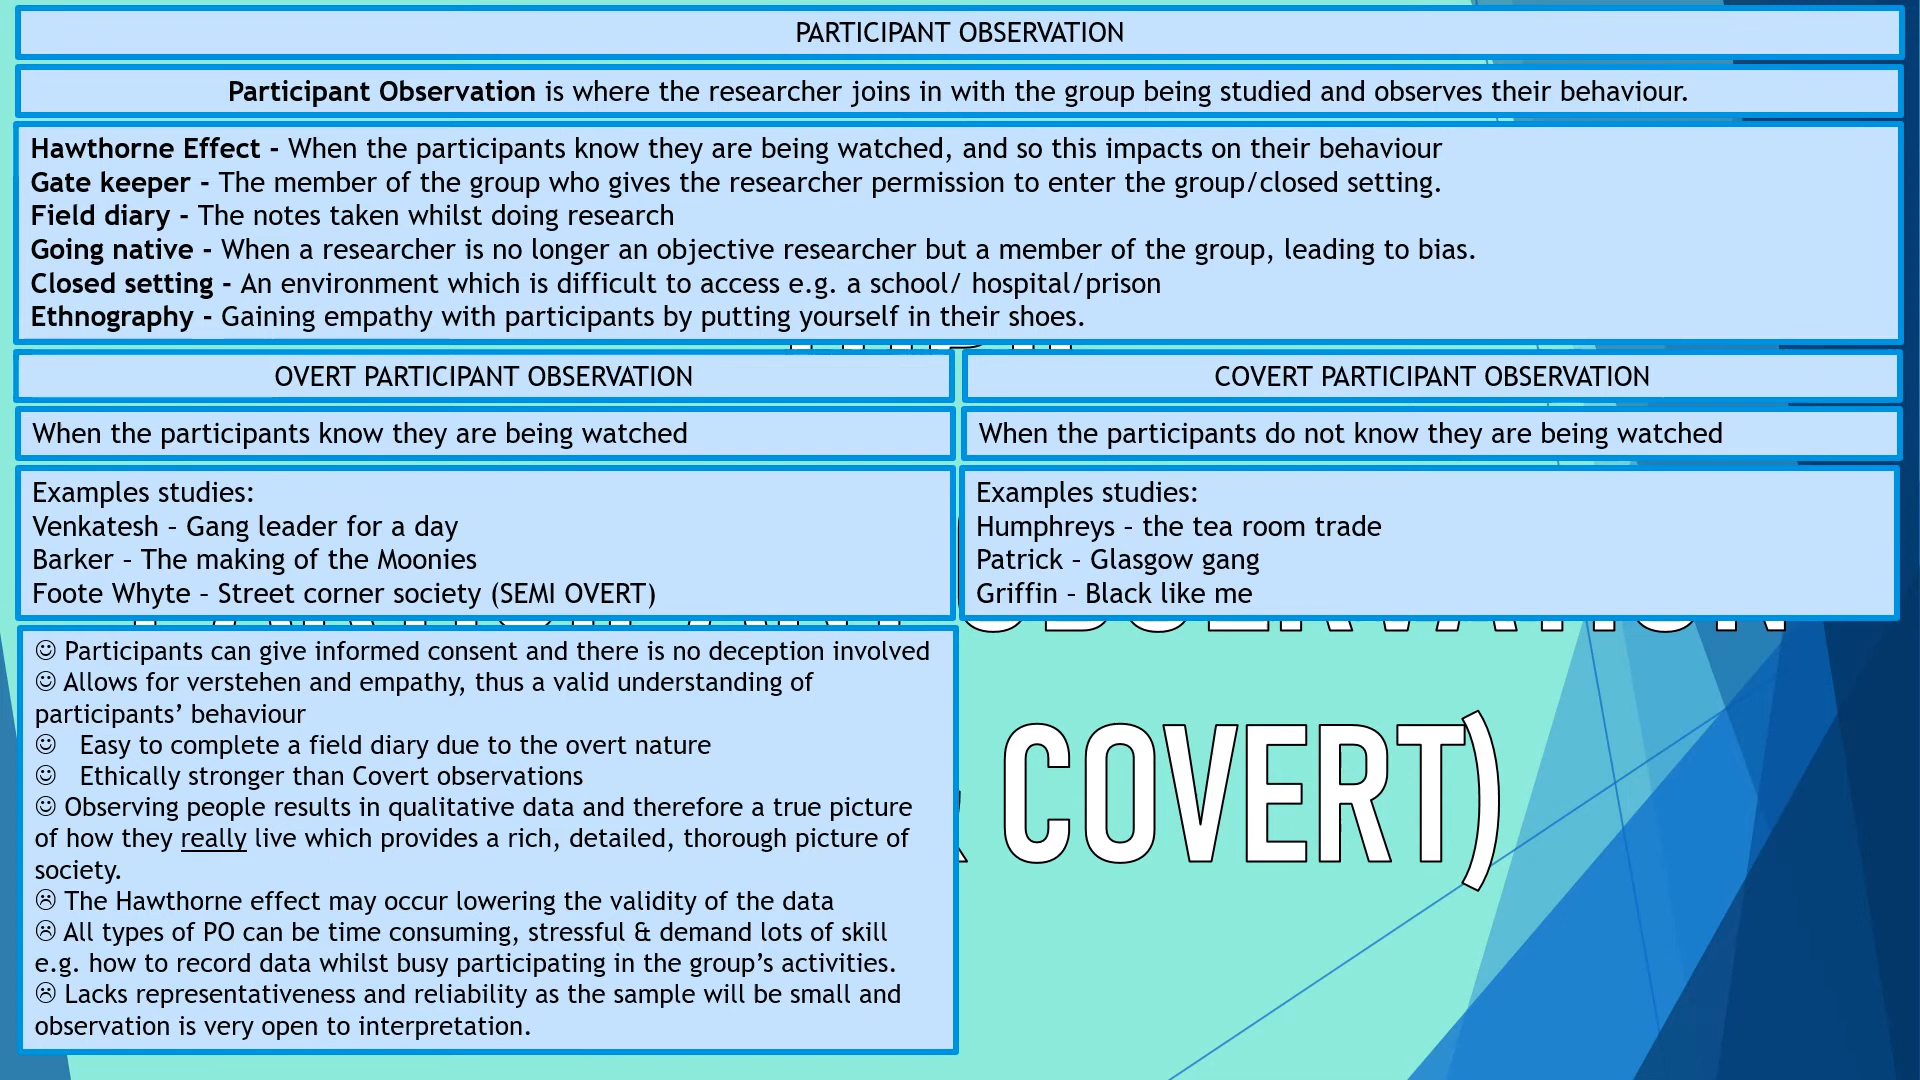 PARTICIPANT OBSERVATION
Participant Observation is where the researcher joins in with the group being studied and observes their behaviour.
Hawthorne Effect - When the participants know they are being watched, and so this impacts on their behaviour
Gate keeper - The member of the group who gives the researcher permission to enter the group/closed setting.
Field diary - The notes taken whilst doing research
Going native - When a researcher is no longer an objective researcher but a member of the group, leading to bias.
Closed setting - An environment which is difficult to access e.g. a school/ hospital/prison
Ethnography - Gaining empathy with participants by putting yourself in their shoes.
OVERT PARTICIPANT OBSERVATION
When the participants know they are being watched
Examples studies:
Venkatesh – Gang leader for a day
Barker – The making of the Moonies
Foote Whyte – Street corner society (SEMI OVERT)
☺ Participants can give informed consent and there is no deception involved
☺ Allows for verstehen and empathy, thus a valid understanding of
participants’ behaviour
☺ Easy to complete a field diary due to the overt nature
☺ Ethically stronger than Covert observations
☺ Observing people results in qualitative data and therefore a true picture
of how they really live which provides a rich, detailed, thorough picture of
society.
☹ The Hawthorne effect may occur lowering the validity of the data
☹ All types of PO can be time consuming, stressful & demand lots of skill
e.g. how to record data whilst busy participating in the group’s activities.
☹ Lacks representativeness and reliability as the sample will be small and
observation is very open to interpretation.
COVERT PARTICIPANT OBSERVATION
When the participants do not know they are being watched
Examples studies:
Humphreys – the tea room trade
Patrick – Glasgow gang
Griffin – Black like me
COVERT)